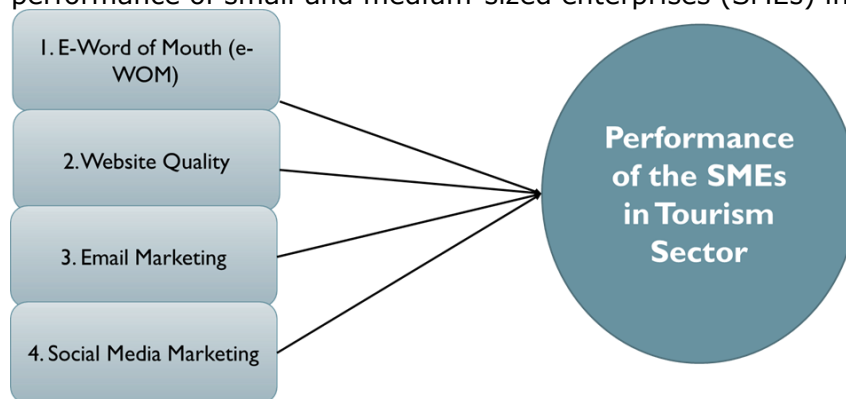 performance of small and medium-sized enterprises (SMEs) in
1. E-Word of Mouth (e-
WOM)
2. Website Quality
3. Email Marketing
4. Social Media Marketing
Performance
of the SMEs
in Tourism
Sector